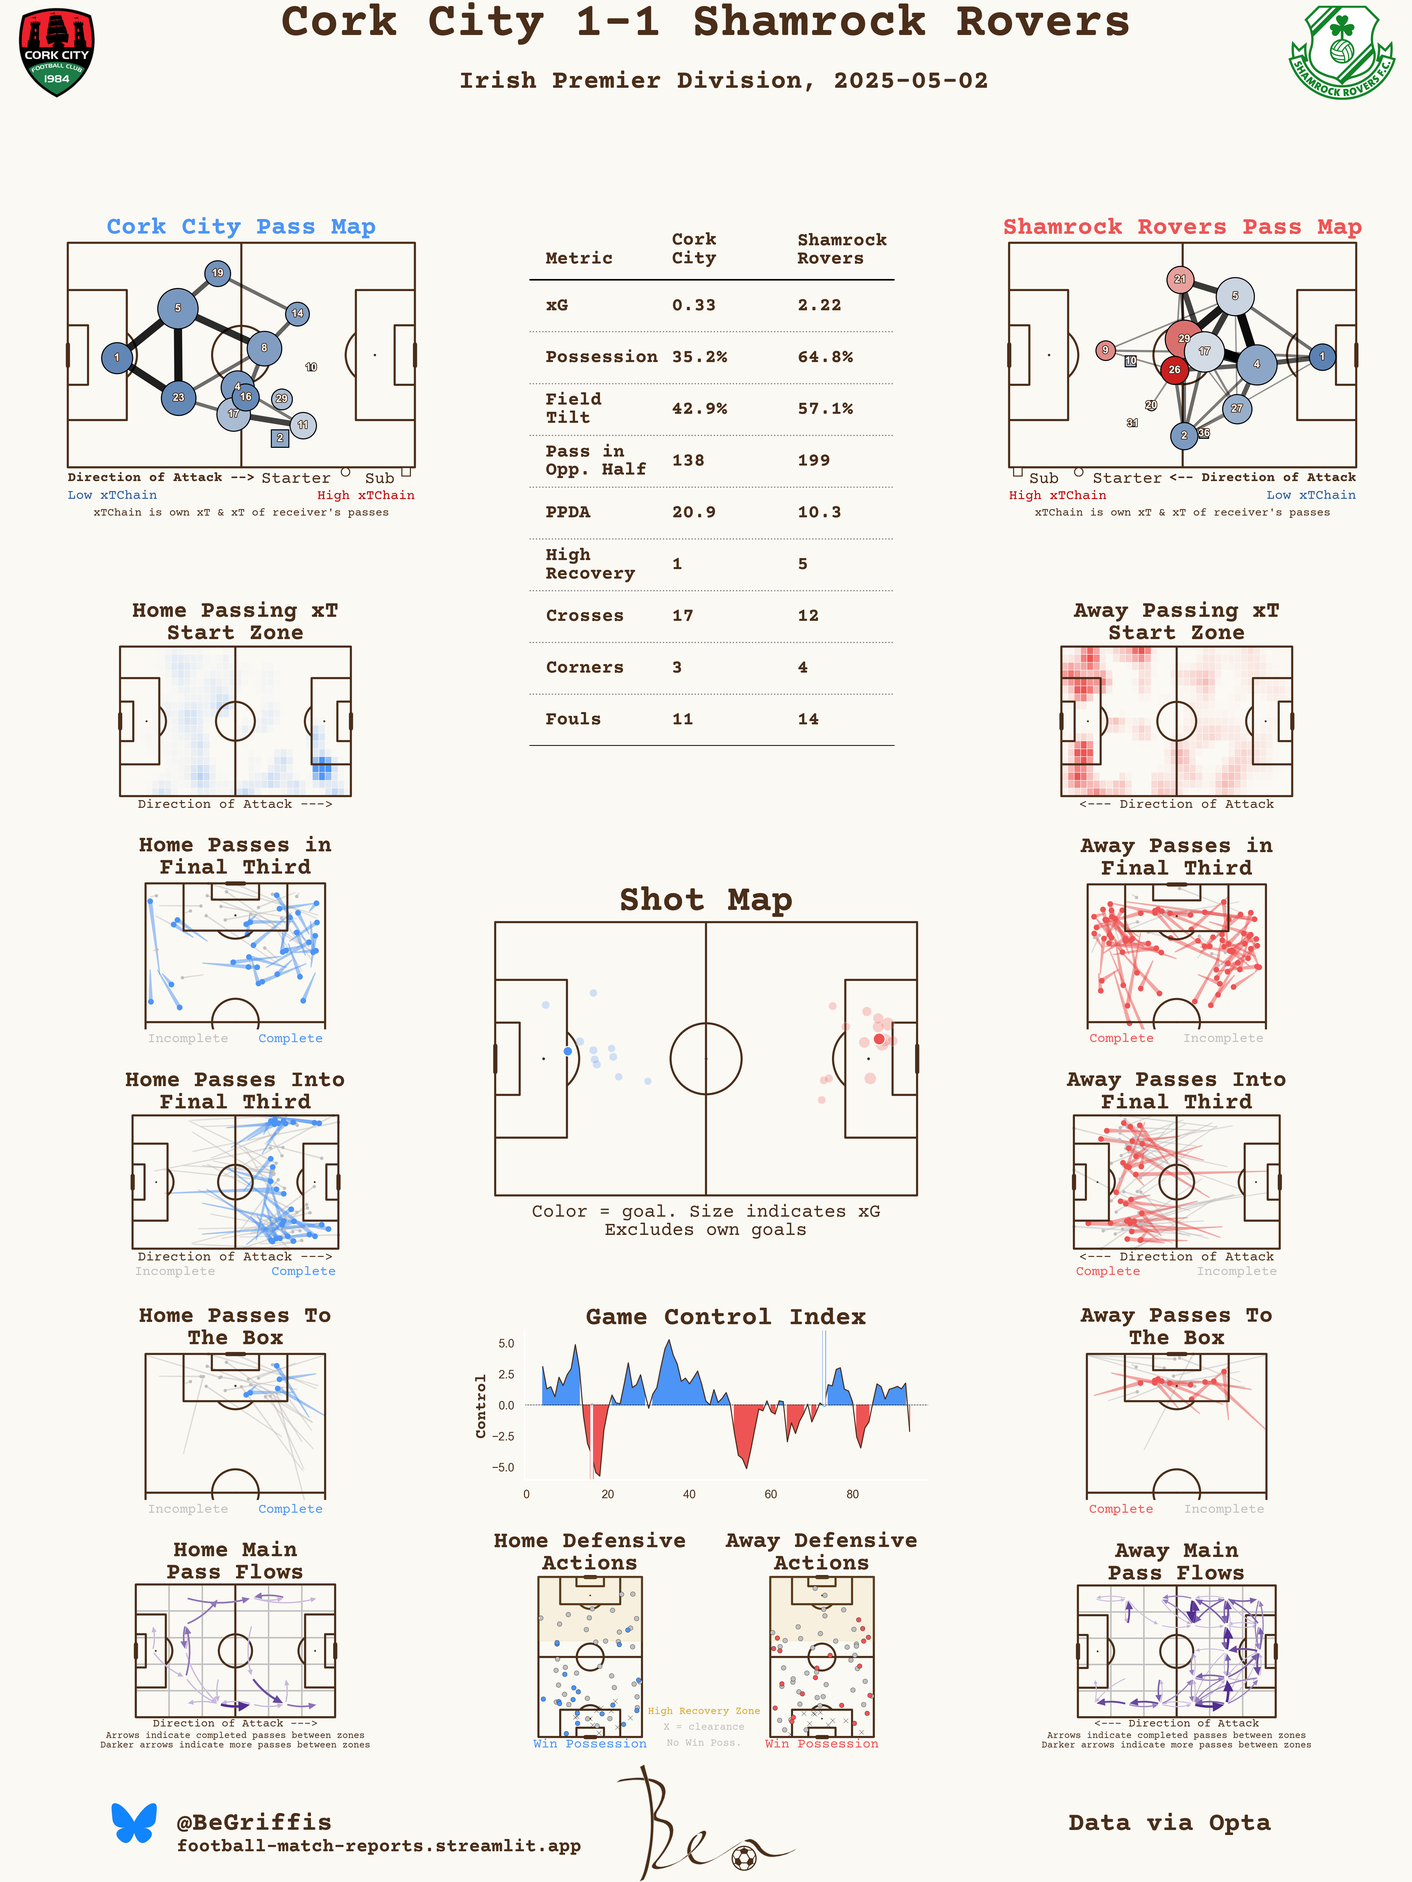 Cork City 1-1 Shamrock Rovers
Irish Premier Division, 2025-05-02
CORK CITY
FOOTBALL CLUB
1984
SHAMROCK ROVERS F.C.
Cork City Pass Map
19
5
14
8
1
10
4
23
16
29
17
11
2
Direction of Attack --> Starter Sub
Low xTChain High xTChain
xTChain is own xT & xT of receiver's passes
Metric Cork City Shamrock Rovers
xG 0.33 2.22
Possession 35.2% 64.8%
Field Tilt 42.9% 57.1%
Pass in Opp. Half 138 199
PPDA 20.9 10.3
High Recovery 1 5
Crosses 17 12
Corners 3 4
Fouls 11 14
Shamrock Rovers Pass Map
21
5
29
9
17
10
1
4
26
20
27
31
2
36
Sub Starter <-- Direction of Attack
High xTChain Low xTChain
xTChain is own xT & xT of receiver's passes
Home Passing xT
Start Zone
Direction of Attack --->
Away Passing xT
Start Zone
<--- Direction of Attack
Home Passes in
Final Third
Incomplete Complete
Away Passes in
Final Third
Complete Incomplete
Shot Map
Color = goal. Size indicates xG
Excludes own goals
Home Passes Into
Final Third
Direction of Attack --->
Incomplete Complete
Away Passes Into
Final Third
<--- Direction of Attack
Complete Incomplete
Home Passes To
The Box
Incomplete Complete
Game Control Index
Control
5.0
2.5
0.0
−2.5
−5.0
0 20 40 60 80
Away Passes To
The Box
Complete Incomplete
Home Main
Pass Flows
Direction of Attack --->
Arrows indicate completed passes between zones
Darker arrows indicate more passes between zones
Home Defensive
Actions
Win Possession
High Recovery Zone
X = clearance
No Win Poss.
Away Defensive
Actions
Win Possession
Away Main
Pass Flows
<--- Direction of Attack
Arrows indicate completed passes between zones
Darker arrows indicate more passes between zones
@BeGriffis
football-match-reports.streamlit.app
Ben
Data via Opta